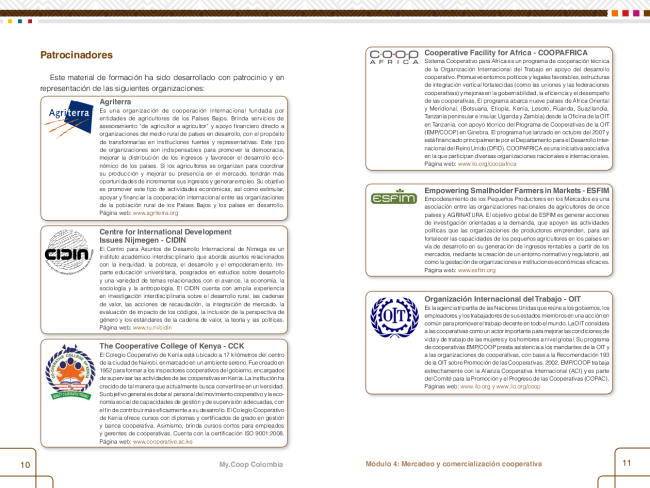 Patrocinadores
Este material de formación ha sido desarrollado con patrocinio y en
representación de las siguientes organizaciones:
Agriterra
Agriterra
Es una organización de cooperación internacional fundada por
entidades de agricultores de los Países Bajos. Brinda servicios de
asesoramiento "de agricultor a agricultor" y apoyo financiero directo a
organizaciones del medio rural de países en desarrollo, con el propósito
de transformarlas en instituciones fuertes y representativas. Este tipo
de organizaciones son indispensables para promover la democracia,
mejorar la distribución de los ingresos y favorecer el desarrollo eco-
nómico de los países. Si los agricultores se organizan para coordinar
su producción y mejorar su presencia en el mercado, tendrán más
oportunidades de incrementar sus ingresos y generar empleo. Su objetivo
es promover este tipo de actividades económicas, así como estimular,
apoyar y financiar la cooperación internacional entre las organizaciones
de la población rural de los Países Bajos y los países en desarrollo.
Página web: www.agriterra.org
CIDIN
Centre for International Development
Issues Nijmegen - CIDIN
El Centro para Asuntos de Desarrollo Internacional de Nimega es un
instituto académico interdisciplinario que aborda asuntos relacionados
con la inequidad, la pobreza, el desarrollo y el empoderamiento. Im-
parte educación universitaria, posgrados en estudios sobre desarrollo
y una variedad de temas relacionados con el avance, la economía, la
sociología y la antropología. El CIDIN cuenta con amplia experiencia
en investigación interdisciplinaria sobre el desarrollo rural, las cadenas
de valor, las acciones de recaudación, la integración de mercado, la
evaluación de impacto de los códigos, la inclusión de la perspectiva de
género y los estándares de la cadena de valor, la teoría y las políticas.
Página web: www.ru.nl/cidin
The Cooperative College of Kenya - CCK
El Colegio Cooperativo de Kenia está ubicado a 17 kilómetros del centro
de la ciudad de Nairobi, enmarcado en un ambiente sereno. Fue creado en
1952 para formar a los inspectores cooperativos del gobierno, encargados
de supervisar las actividades de las cooperativas en Kenia. La institución ha
crecido de tal manera que actualmente busca convertirse en un universidad.
Su objetivo general es dotar al personal del movimiento cooperativo y la eco-
nomía social de capacidades de gestión y de supervisión adecuadas, con
el fin de contribuir más eficazmente a su desarrollo. El Colegio Cooperativo
de Kenia ofrece cursos con diplomas y certificados de grado en gestión
y banca cooperativa. Asimismo, brinda cursos cortos para empleados
y gerentes de cooperativas. Cuenta con la certificación ISO 9001:2008.
Página web: www.cooperative.ac.ke
10
My.Coop Colombia
COOP
AFRICA
Cooperative Facility for Africa - COOPAFRICA
Sistema Cooperativo para África es un programa de cooperación técnica
de la Organización Internacional del Trabajo en apoyo del desarrollo
cooperativo. Promueve entornos políticos y legales favorables, estructuras
de integración vertical fortalecidas (como las uniones y las federaciones
cooperativas) y mejoras en la gobernabilidad, la eficiencia y el desempeño
de las cooperativas. El programa abarca nueve países de África Oriental
y Meridional, (Botsuana, Etiopía, Kenia, Lesoto, Ruanda, Suazilandia,
Tanzania peninsular e insular, Uganda y Zambia) desde la Oficina de la OIT
en Tanzania, con apoyo técnico del Programa de Cooperativas de la OIT
(EMP/COOP) en Ginebra. El programa fue lanzado en octubre del 2007 y
está financiado principalmente por el Departamento para el Desarrollo Inter-
nacional de Reino Unido (DFID). COOPAFRICA es una iniciativa asociativa
en la que participan diversas organizaciones nacionales e internacionales.
Página web: www.ilo.org/coopafrica
ESFIM
Empowering Smallholder Farmers in Markets - ESFIM
Empoderamiento de los Pequeños Productores en los Mercados es una
asociación entre las organizaciones nacionales de agricultores de once
países y AGRINATURA. El objetivo global de ESFIM es generar acciones
de investigación orientadas a la demanda, que apoyen las actividades
políticas que las organizaciones de productores emprenden, para así
fortalecer las capacidades de los pequeños agricultores en los países en
vía de desarrollo en su generación de ingresos rentables a partir de los
mercados, mediante la creación de un entorno normativo y regulatorio, así
como la gestación de organizaciones e instituciones económicas eficaces.
Página web: www.esfim.org
Organización Internacional del Trabajo - OIT
Es la agencia tripartita de las Naciones Unidas que reúne a los gobiernos, los
empleadores y los trabajadores de sus estados miembros en una acción en
común para promover el trabajo decente en todo el mundo. La OIT considera
a las cooperativas como un actor importante para mejorar las condiciones de
vida y de trabajo de las mujeres y los hombres a nivel global. Su programa
de cooperativas EMP/COOP presta asistencia a los mandantes de la OIT y
a las organizaciones de cooperativas, con base a la Recomendación 193
de la OIT sobre Promoción de las Cooperativas. 2002. EMP/COOP trabaja
estrechamente con la Alianza Cooperativa Internacional (ACI) y es parte
del Comité para la Promoción y el Progreso de las Cooperativas (COPAC).
Páginas web: www.ilo.org y www.ilo.org/coop
Módulo 4: Mercadeo y comercialización cooperativa
11